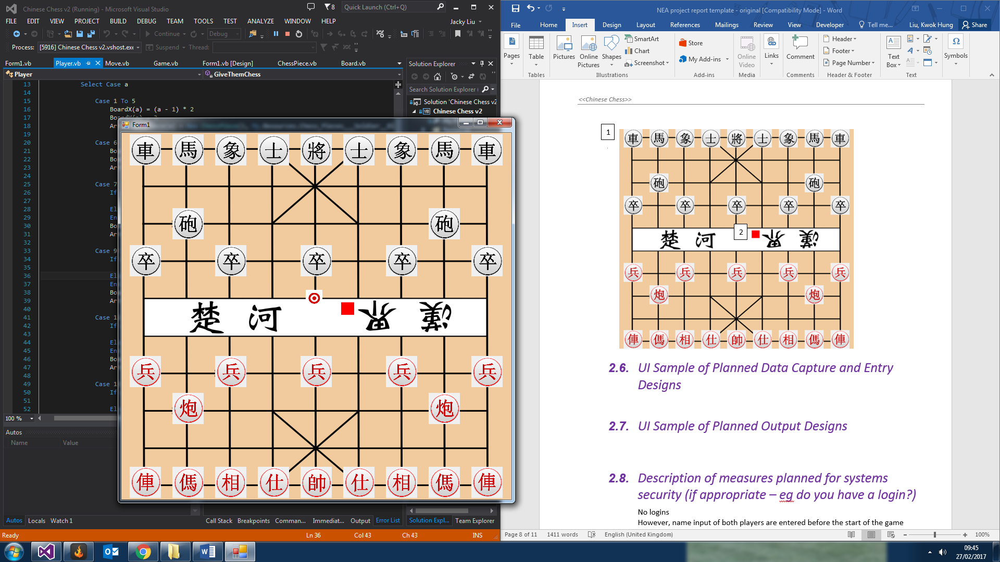 Chinese Chess v2 (Running) - Microsoft Visual Studio
8
Quick Launch (Ctrl+Q)
FILE EDIT VIEW PROJECT BUILD DEBUG TEAM TOOLS TEST ANALYZE WINDOW HELP
Jacky Liu
Continue
Debug
Process: [5916] Chinese Chess v2.vshost.exe
Suspend
Thread:
Form1.vb Player.vb Move.vb Game.vb Form1.vb [Design] ChessPiece.vb Board.vb
Player
GiveThemChess
13 Select Case a
14
15 Case 1 To 5
16 BoardX(a) = (a - 1) * 2
17
18 Ar
19
20 Case 6
21 Bo
22 Bo
23 Ar
24
25 Case 7
26 If
27
28 El
29 En
30 Bo
31 Ar
32
33 Case 9
34 If
35
36 El
37 En
38 Bo
39 Ar
40
41 Case 1
42 If
43
44 El
45 En
46 Bo
47 Ar
48
49 Case 1
50 If
51
52 El
100 %
Solution Explorer
Search Solution Explorer (
Solution 'Chinese Chess v2
Chinese Chess v2
Form1
車 馬 象 士 將 士 象 馬 車
砲 砲
卒 卒 卒 卒 卒
楚 河 界 漢
兵 兵 兵 兵 兵
炮 炮
俥 傌 相 仕 帥 仕 相 傌 俥
Autos
Name Value
Autos Locals Watch 1
Call Stack Breakpoints Comman... Immediat... Output Error List
Solution Expl... Team Explorer
Ready
Ln 36 Col 43 Ch 43 INS
NEA project report template - original [Compatibility Mode] - Word
File Home Insert Design Layout References Mailings Review View Developer Tell me... Liu, Kwok Hung Share
Pages
Table
Tables
Pictures
Online Pictures
Shapes
SmartArt
Chart
Screenshot
Illustrations
Store
My Add-ins
Add-ins
Online Video
Media
Links
Comment
Comments
Header
Footer
Page Number
Header & Footer
Text Box
Text
Symbols
<<Chinese Chess>>
1
車 馬 象 士 將 士 象 馬 車
砲 砲
卒 卒 卒 卒 卒
2
楚 河 界 漢
兵 兵 兵 兵 兵
炮 炮
俥 傌 相 仕 帥 仕 相 傌 俥
2.6. UI Sample of Planned Data Capture and Entry
Designs
2.7. UI Sample of Planned Output Designs
2.8. Description of measures planned for systems
security (if appropriate – eg do you have a login?)
No logins
However, name input of both players are entered before the start of the game
Page 8 of 11 1411 words English (United Kingdom) 100%
09:45
27/02/2017